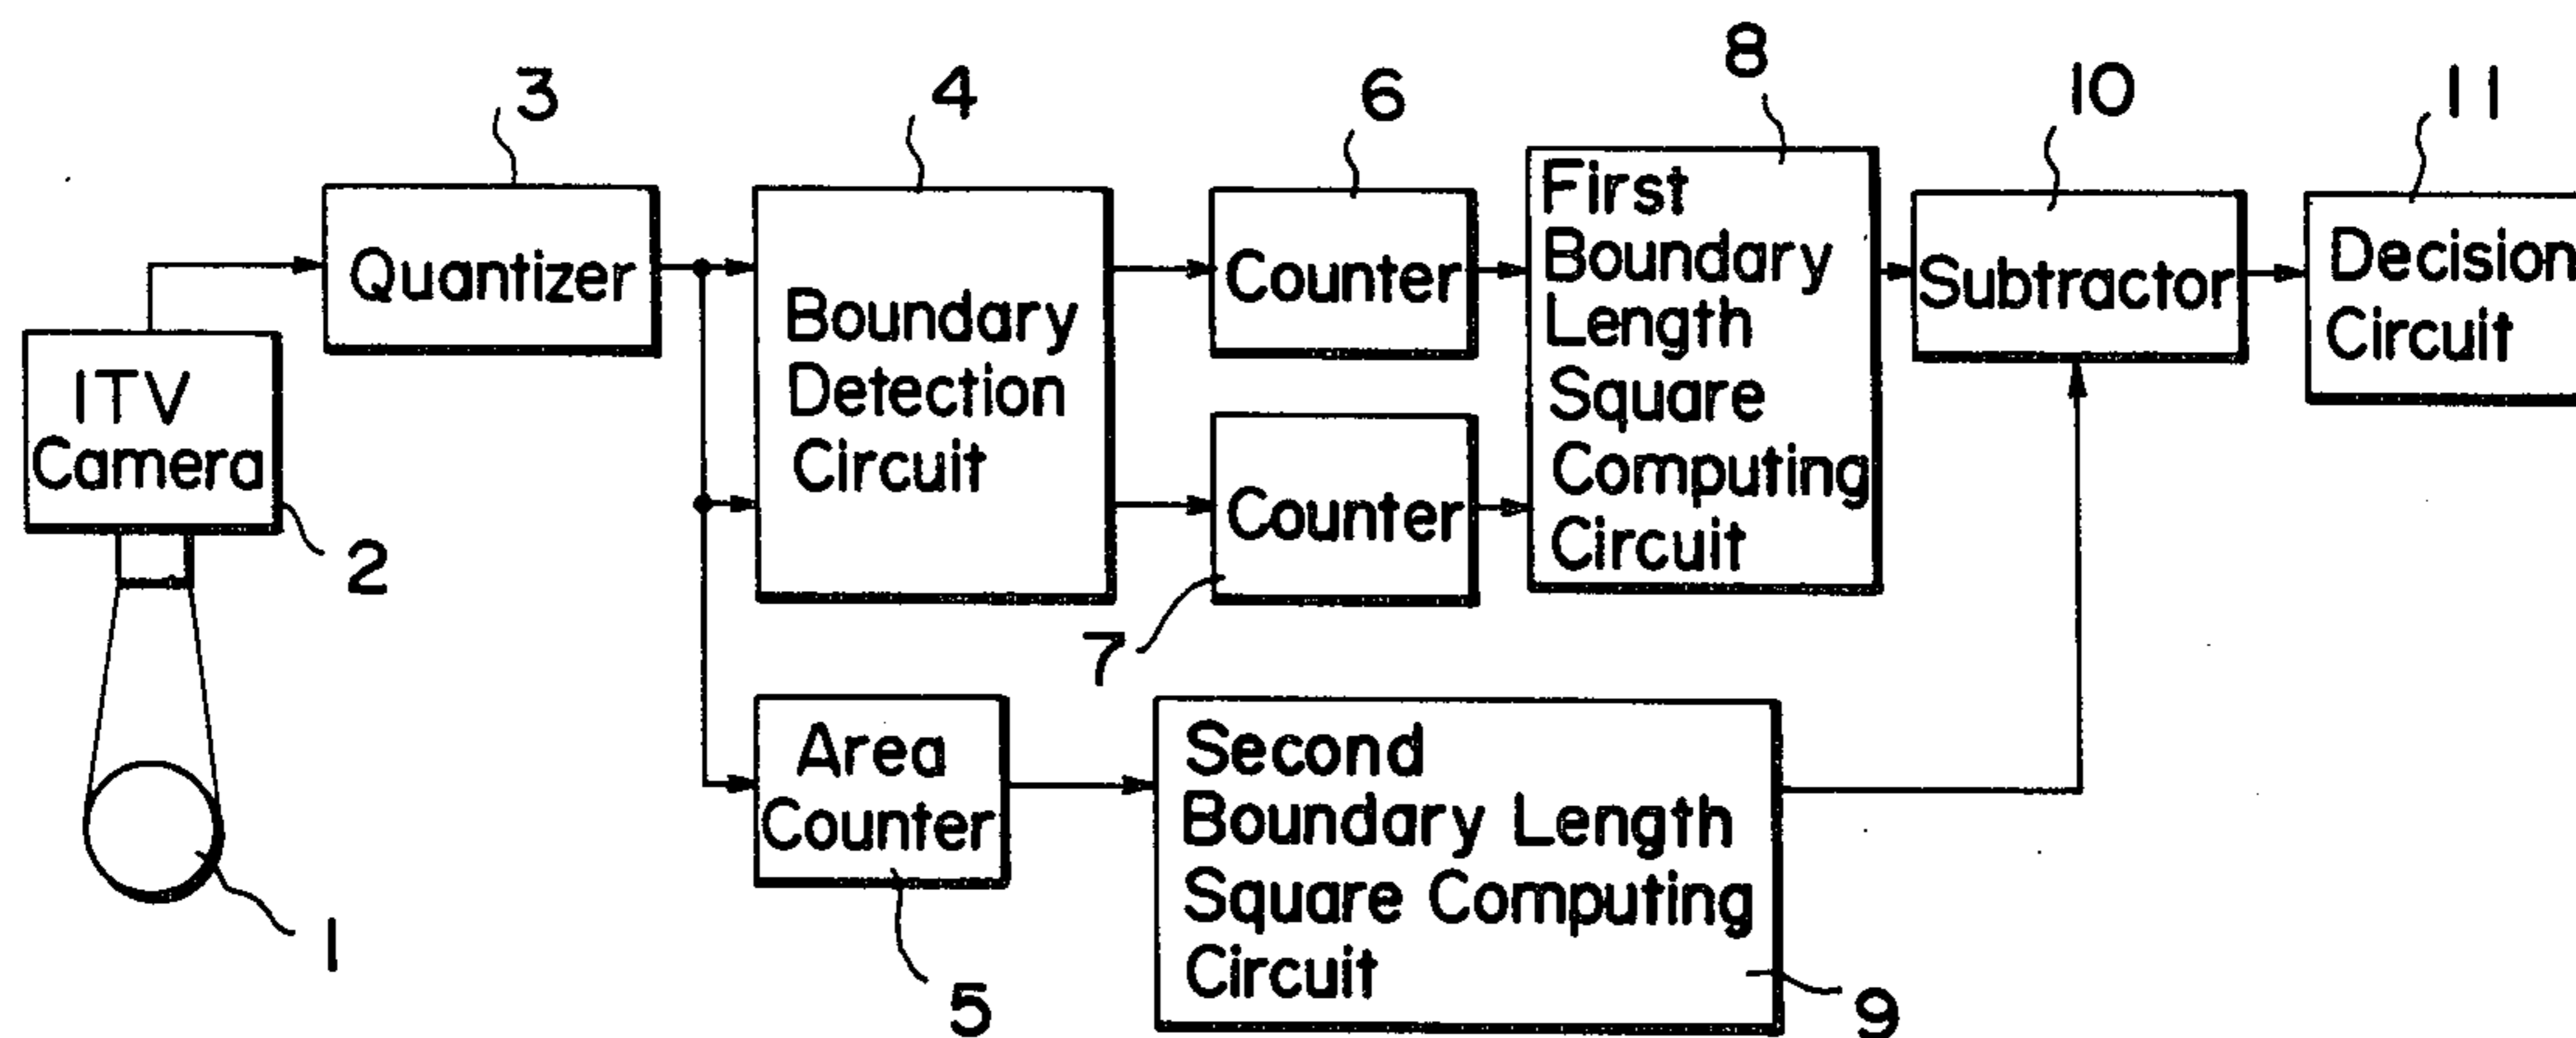 3
4
6
8
10
11
Quantizer
Boundary
Detection
Circuit
Counter
First
Boundary
Length
Square
Computing
Circuit
Subtractor
Decision
Circuit
ITV
Camera
2
Counter
7
Area
Counter
Second
Boundary Length
Square Computing
Circuit
1
5
9